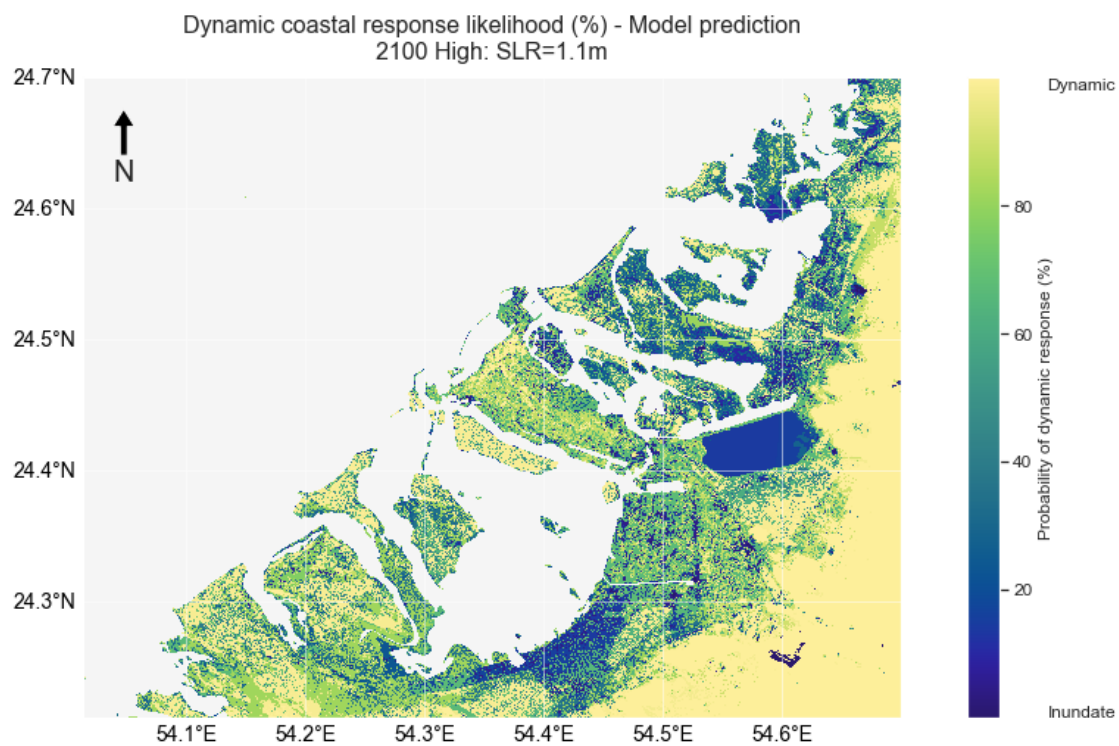 Dynamic coastal response likelihood (%) - Model prediction
2100 High: SLR=1.1m
24.7°N
24.6°N
24.5°N
24.4°N
24.3°N
N
54.1°E
54.2°E
54.3°E
54.4°E
54.5°E
54.6°E
Dynamic
80
60
40
20
Inundate
Probability of dynamic response (%)